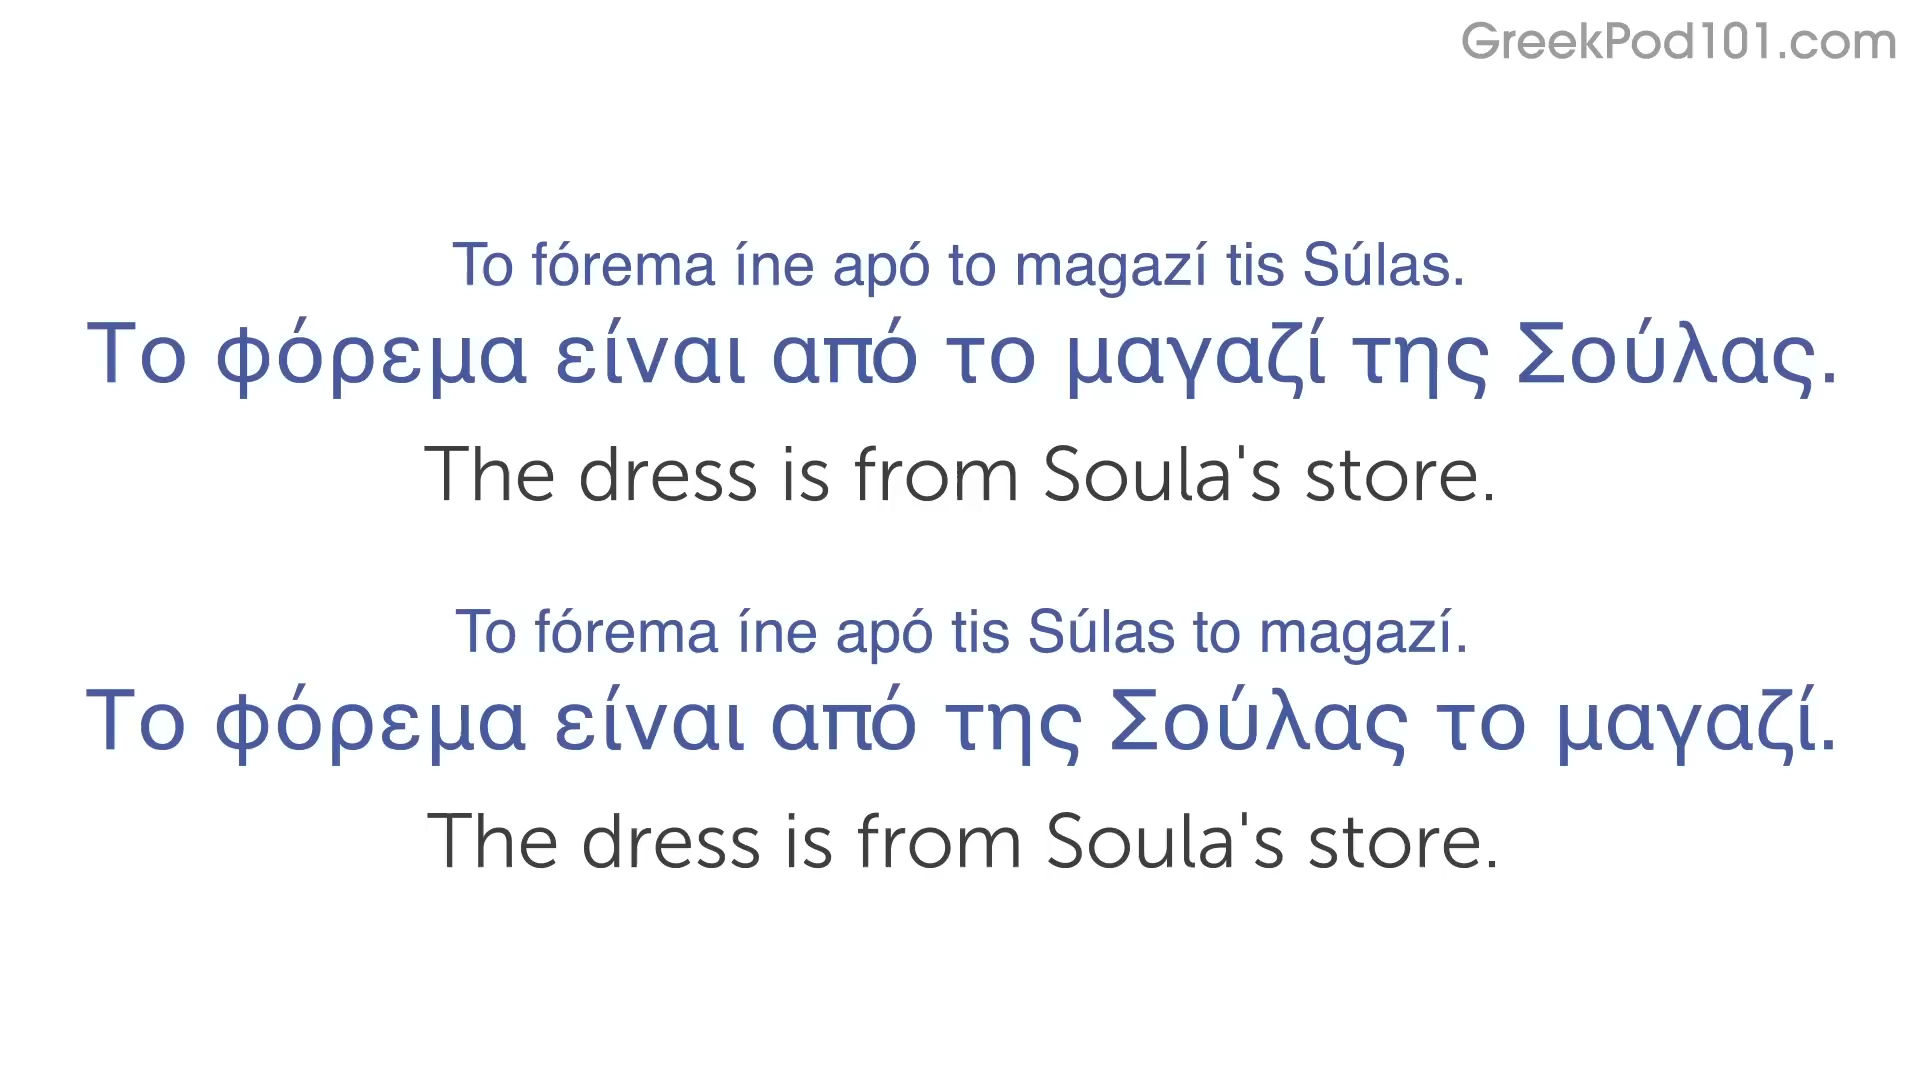 GreekPod101.com
To fórema íne apó to magazí tis Súlas.
Το φόρεμα είναι από το μαγαζί της Σούλας.
The dress is from Soula's store.
To fórema íne apó tis Súlas to magazí.
Το φόρεμα είναι από της Σούλας το μαγαζί.
The dress is from Soula's store.